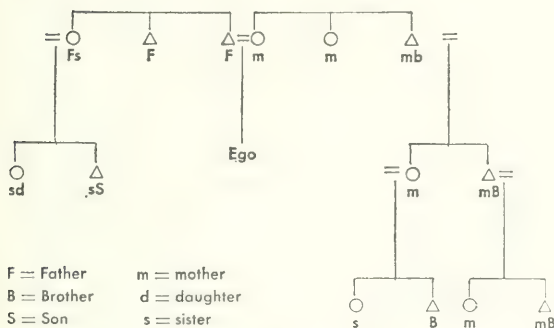 Fs F F m m mb
sd sS Ego m mB
F = Father m = mother
B = Brother d = daughter
S = Son s = sister
s B m mB